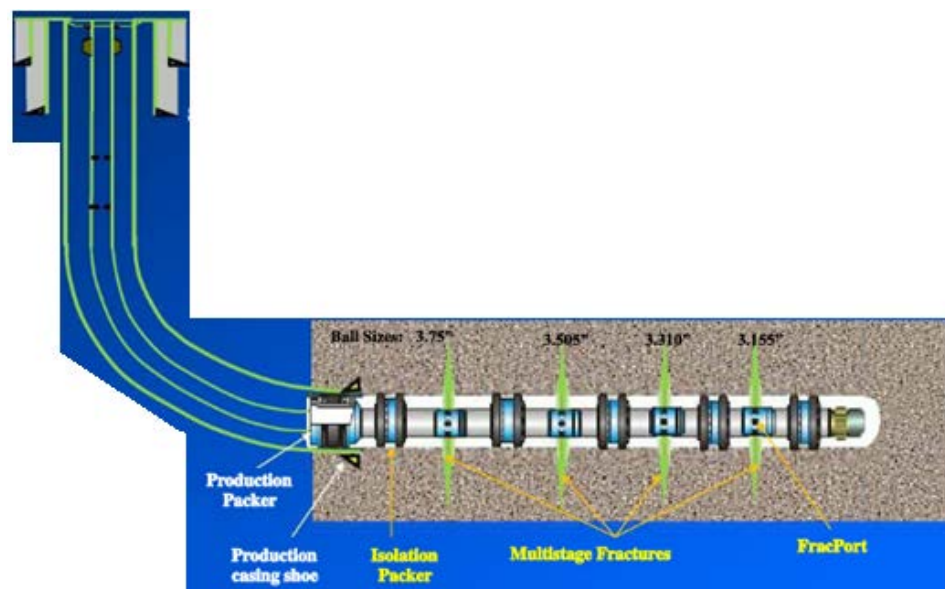 Ball Sizes: 3.75" 3.505" 3.310" 3.155"
Production
Packer
Production
casing shoe
Isolation
Packer
Multistage Fractures
FracPort